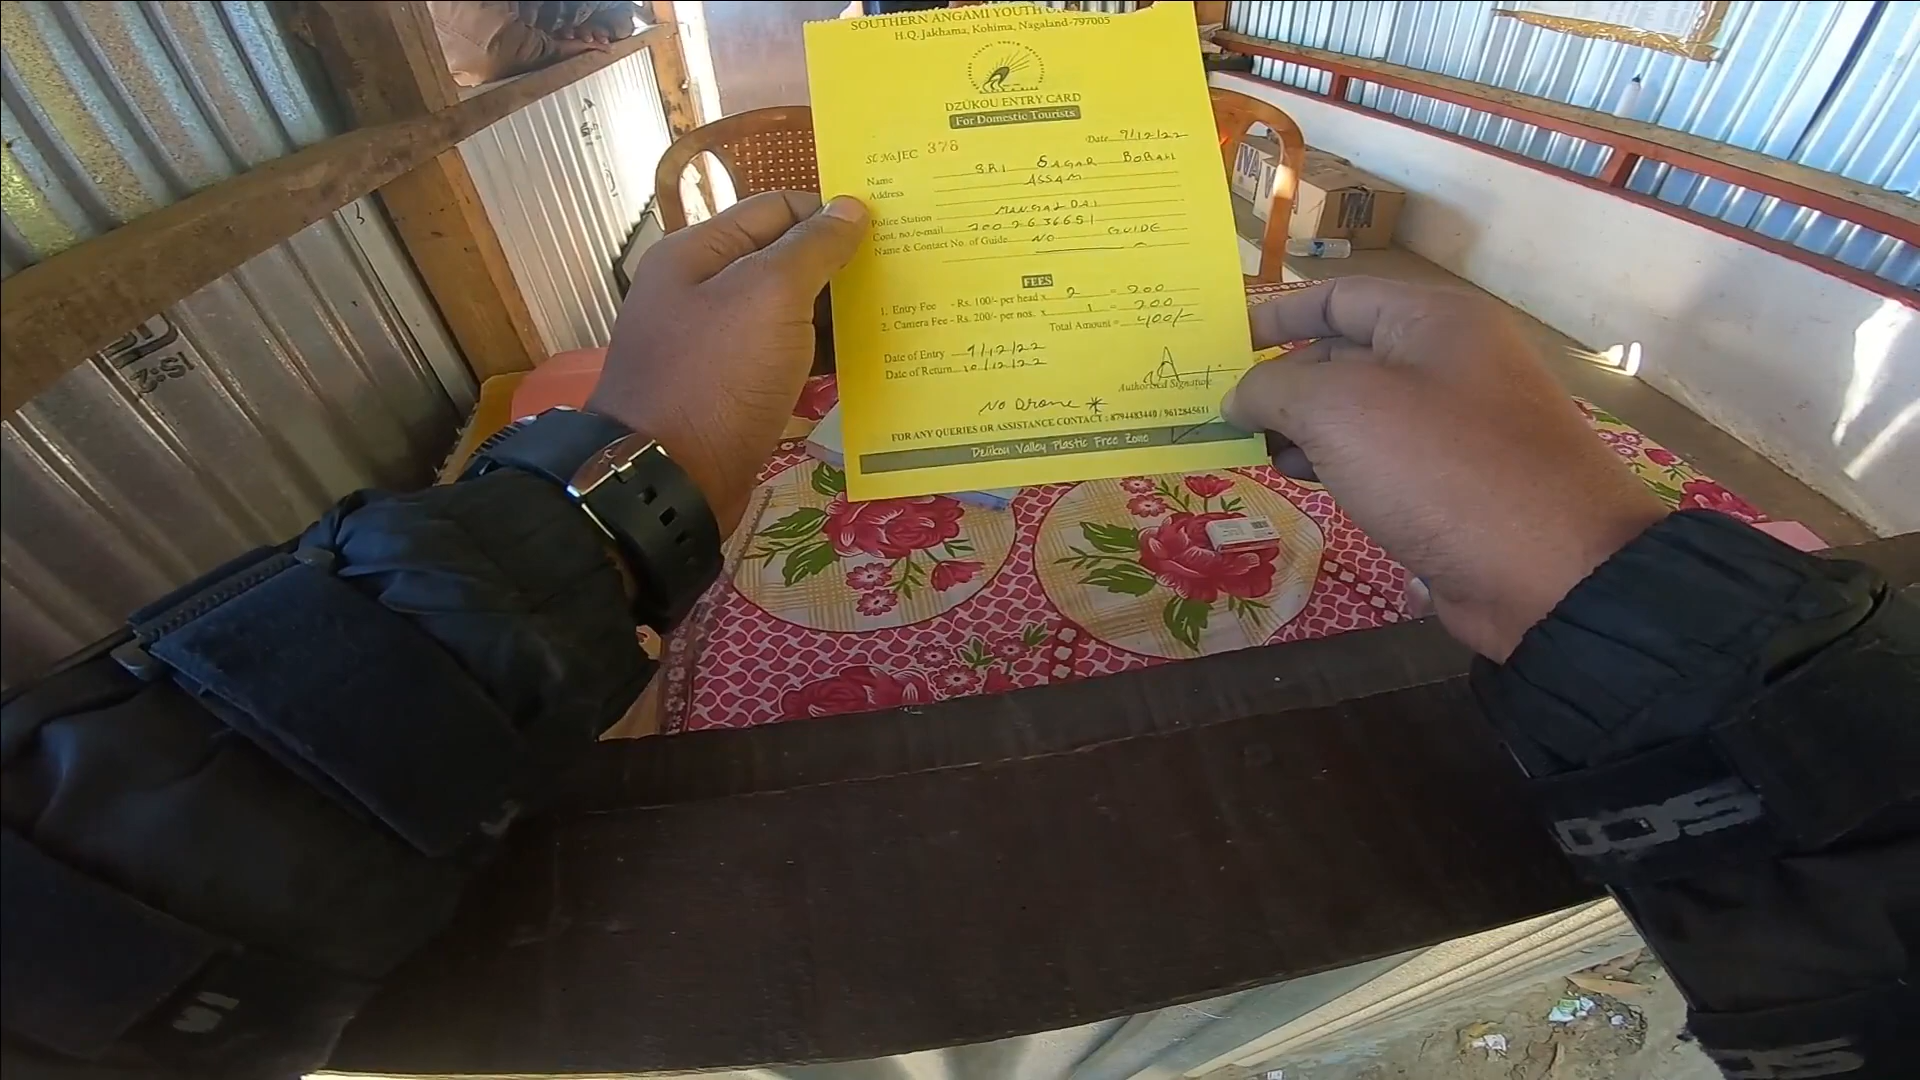 SOUTHERN ANGAMI YOUTH
H.Q. Jakhama, Kohima, Nagaland-797005
DZÜKOU ENTRY CARD
For Domestic Tourists
Sl. No. JEC 378
Date 9/12/22
Name SRI SAGAR BORAH
Address ASSAM
Police Station MANGALDAI
Cont. no./e-mail 7002636651
Name & Contact No. of Guide NO GUIDE
FEES
1. Entry Fee - Rs. 100/- per head x 2 = 200
2. Camera Fee - Rs. 200/- per nos. x 1 = 200
Total Amount = 400/-
Date of Entry 9/12/22
Date of Return 10/12/22
Authorised Signature
No Drone *
FOR ANY QUERIES OR ASSISTANCE CONTACT : 8794483440 / 9612845611
Dzükou Valley Plastic Free Zone
VIVA